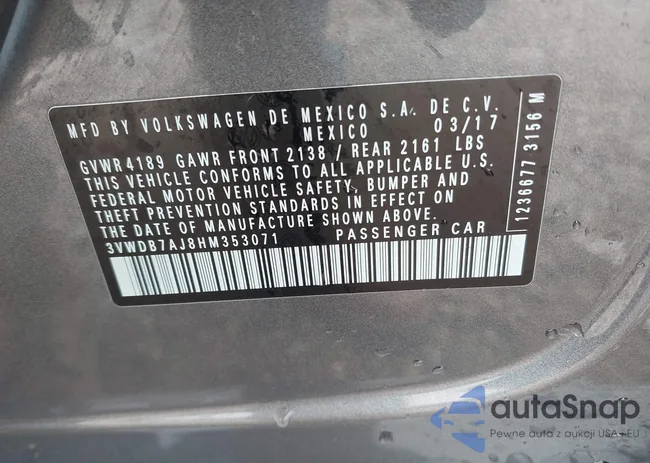 MFD BY VOLKSWAGEN DE MEXICO S.A. DE C.V.
MEXICO 03/17
GVWR 4189 GAWR FRONT 2138 / REAR 2161 LBS
THIS VEHICLE CONFORMS TO ALL APPLICABLE U.S.
FEDERAL MOTOR VEHICLE SAFETY, BUMPER AND
THEFT PREVENTION STANDARDS IN EFFECT ON
THE DATE OF MANUFACTURE SHOWN ABOVE.
3VWDB7AJ8HM353071 PASSENGER CAR
1236677 3156 M
autaSnap
Pewne auta z aukcji USA i EU